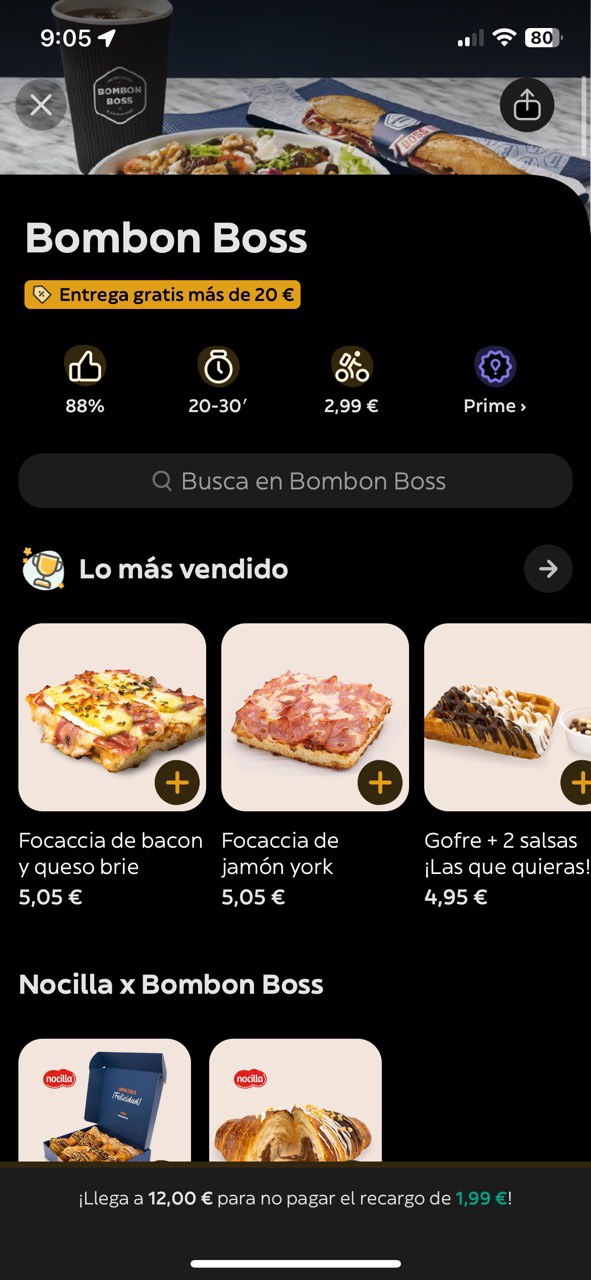 9:05
80
BOMBON
BOSS
BOSS
Bombon Boss
Entrega gratis más de 20 €
88%
20-30′
2,99 €
Prime ›
Busca en Bombon Boss
Lo más vendido
Focaccia de bacon
y queso brie
5,05 €
Focaccia de
jamón york
5,05 €
Gofre + 2 salsas
¡Las que quieras!
4,95 €
Nocilla x Bombon Boss
nocilla
¡Felicidad!
nocilla
¡Llega a 12,00 € para no pagar el recargo de 1,99 €!